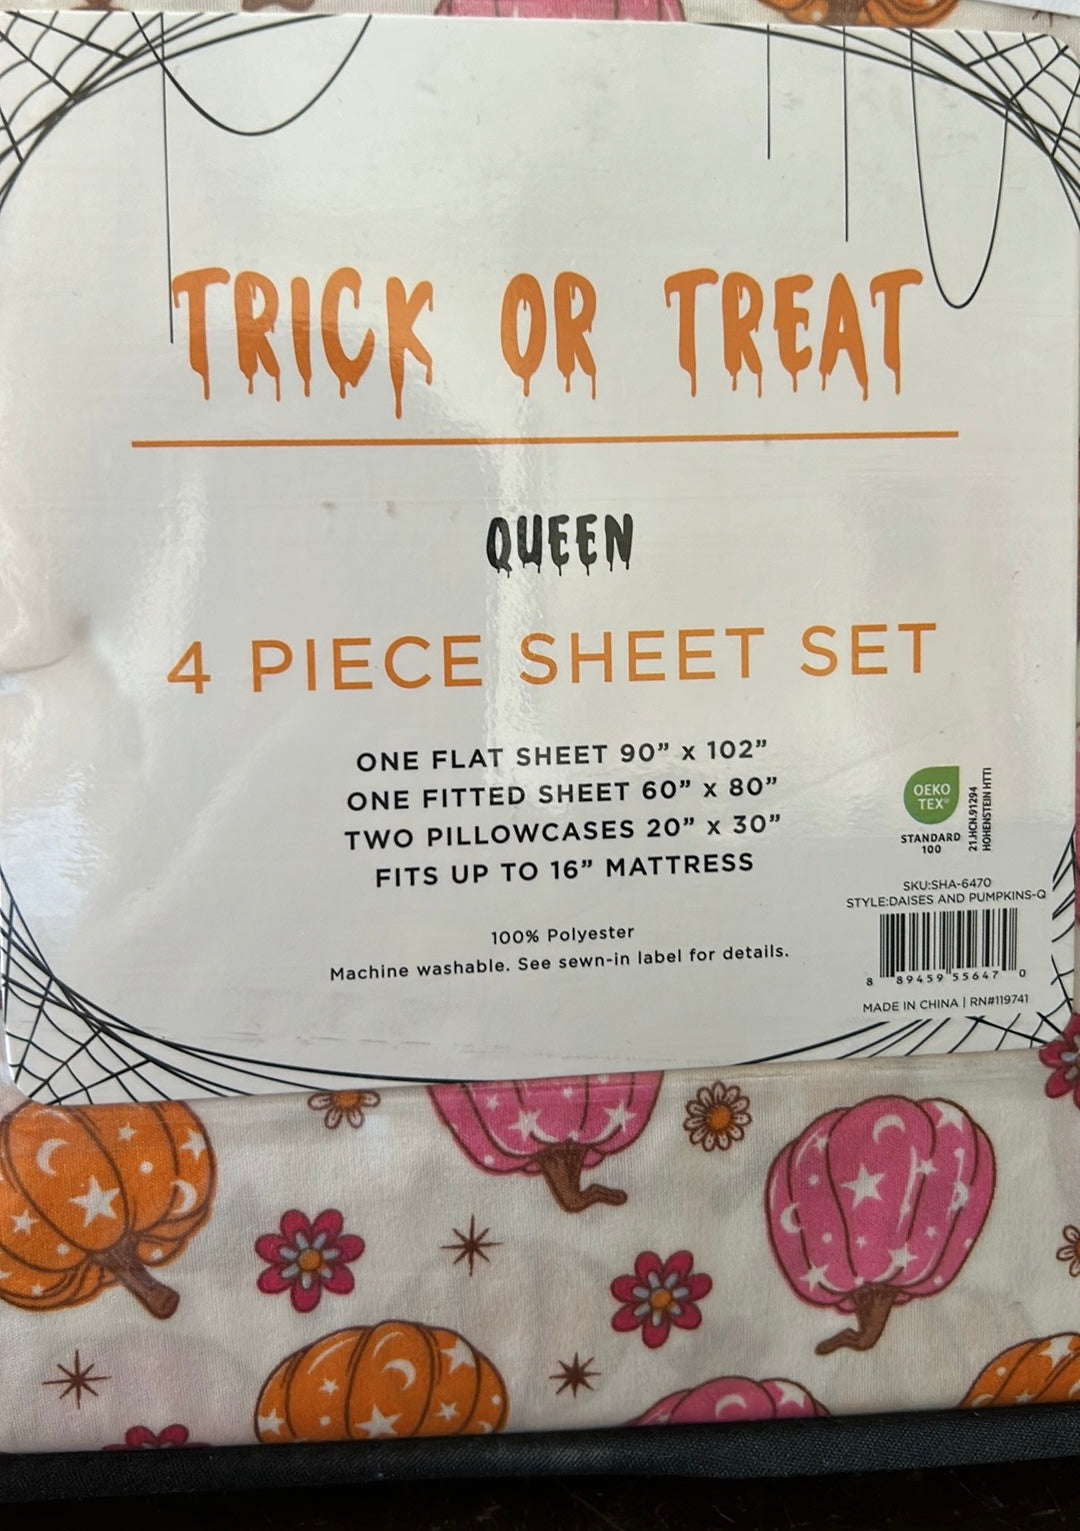 TRICK OR TREAT
QUEEN
4 PIECE SHEET SET
ONE FLAT SHEET 90” x 102”
ONE FITTED SHEET 60” x 80”
TWO PILLOWCASES 20” x 30”
FITS UP TO 16” MATTRESS
100% Polyester
Machine washable. See sewn-in label for details.
OEKO
TEX®
STANDARD
100
21.HCN.91294
HOHENSTEIN HTTI
SKU:SHA-6470
STYLE:DAISES AND PUMPKINS-Q
8 89459 55647 0
MADE IN CHINA | RN#119741